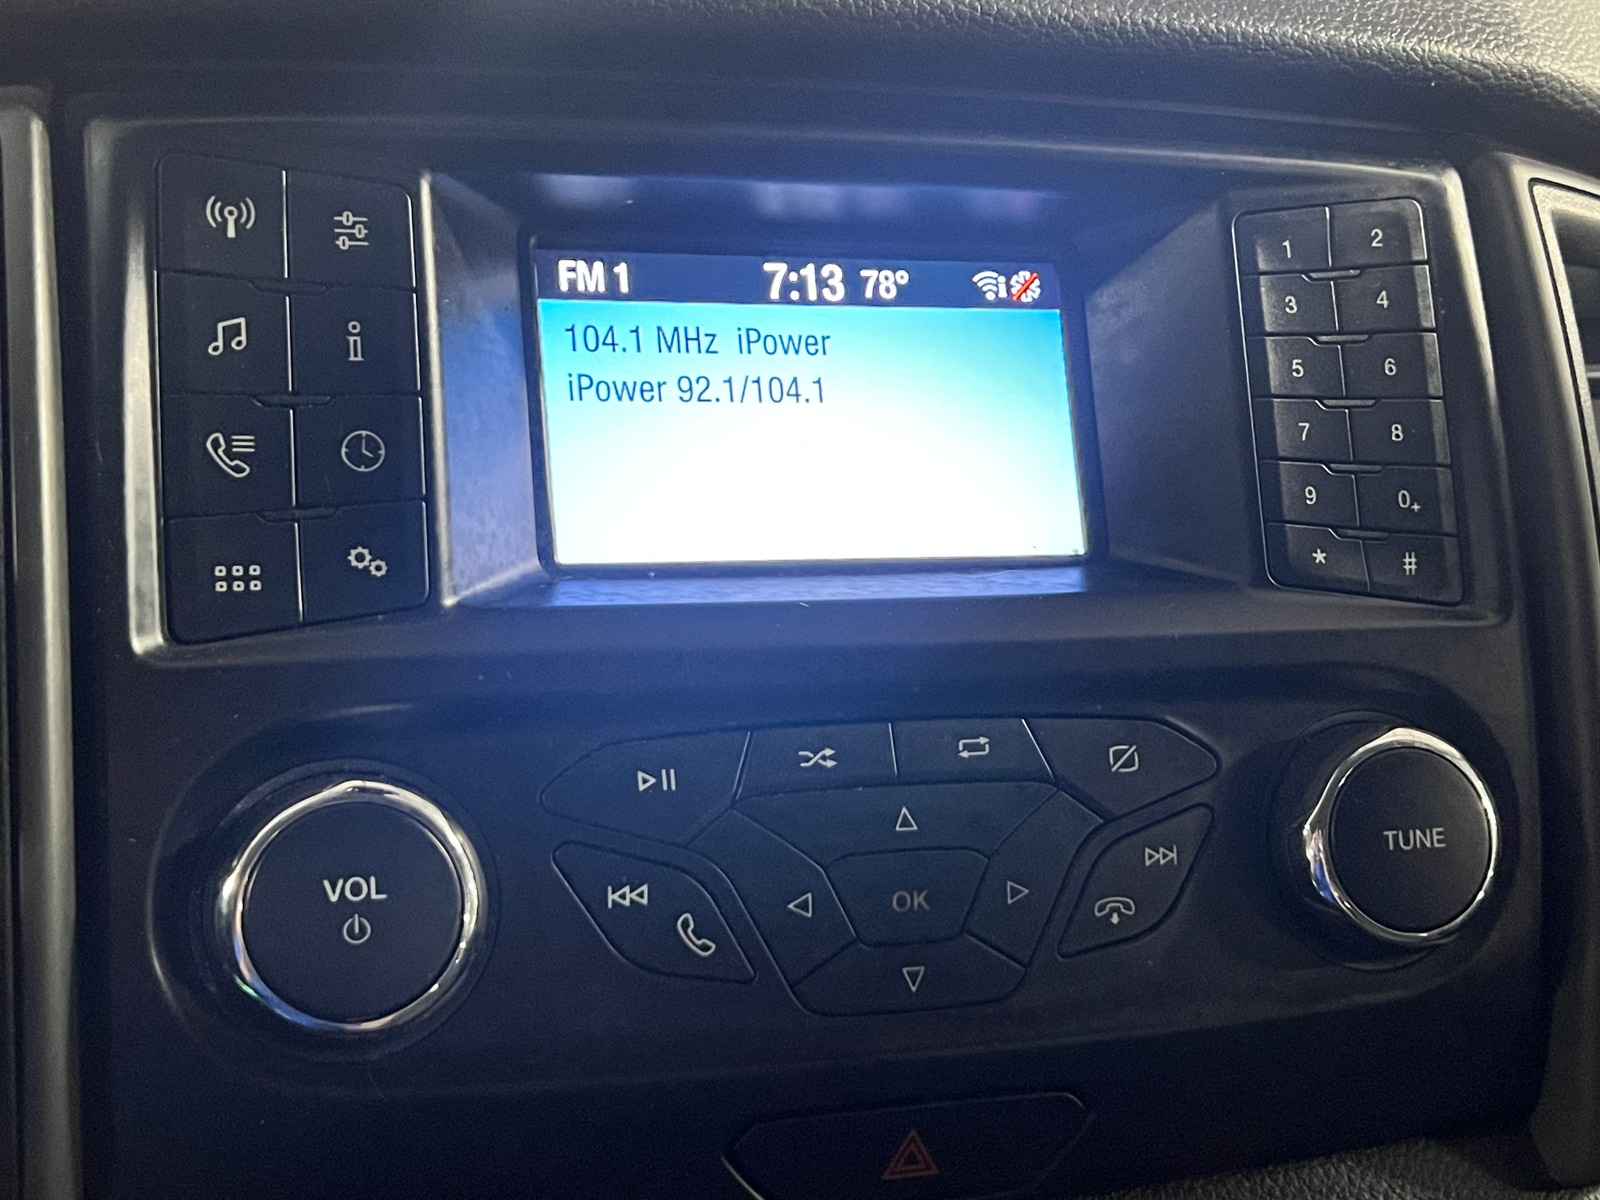 FM 1 7:13 78°
104.1 MHz iPower
iPower 92.1/104.1
1 2
3 4
5 6
7 8
9 0+
* #
VOL
OK
TUNE